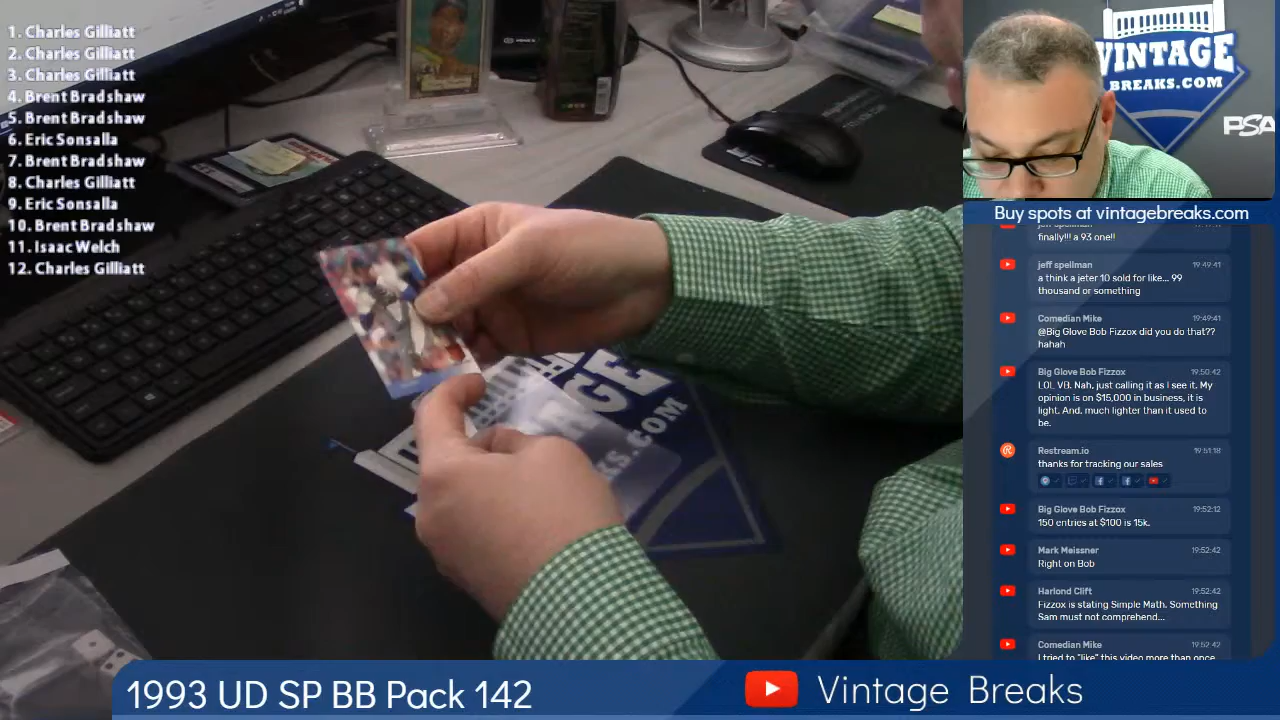 1. Charles Gilliatt
2. Charles Gilliatt
3. Charles Gilliatt
4. Brent Bradshaw
5. Brent Bradshaw
6. Eric Sonsalla
7. Brent Bradshaw
8. Charles Gilliatt
9. Eric Sonsalla
10. Brent Bradshaw
11. Isaac Welch
12. Charles Gilliatt
VINTAGE
BREAKS.COM
PSA
Buy spots at vintagebreaks.com
jeff spellman
finally!!! a 93 one!!
jeff spellman 19:49:41
a think a jeter 10 sold for like... 99
thousand or something
Comedian Mike 19:49:41
@Big Glove Bob Fizzox did you do that??
hahah
Big Glove Bob Fizzox 19:50:42
LOL VB. Nah, just calling it as I see it. My
opinion is on $15,000 in business, it is
light. And, much lighter than it used to
be.
Restream.io 19:51:18
thanks for tracking our sales
Big Glove Bob Fizzox 19:52:12
150 entries at $100 is 15k.
Mark Meissner 19:52:42
Right on Bob
Harlond Clift 19:52:42
Fizzox is stating Simple Math. Something
Sam must not comprehend...
Comedian Mike 19:52:42
I tried to "like" this video more than once
1993 UD SP BB Pack 142
Vintage Breaks